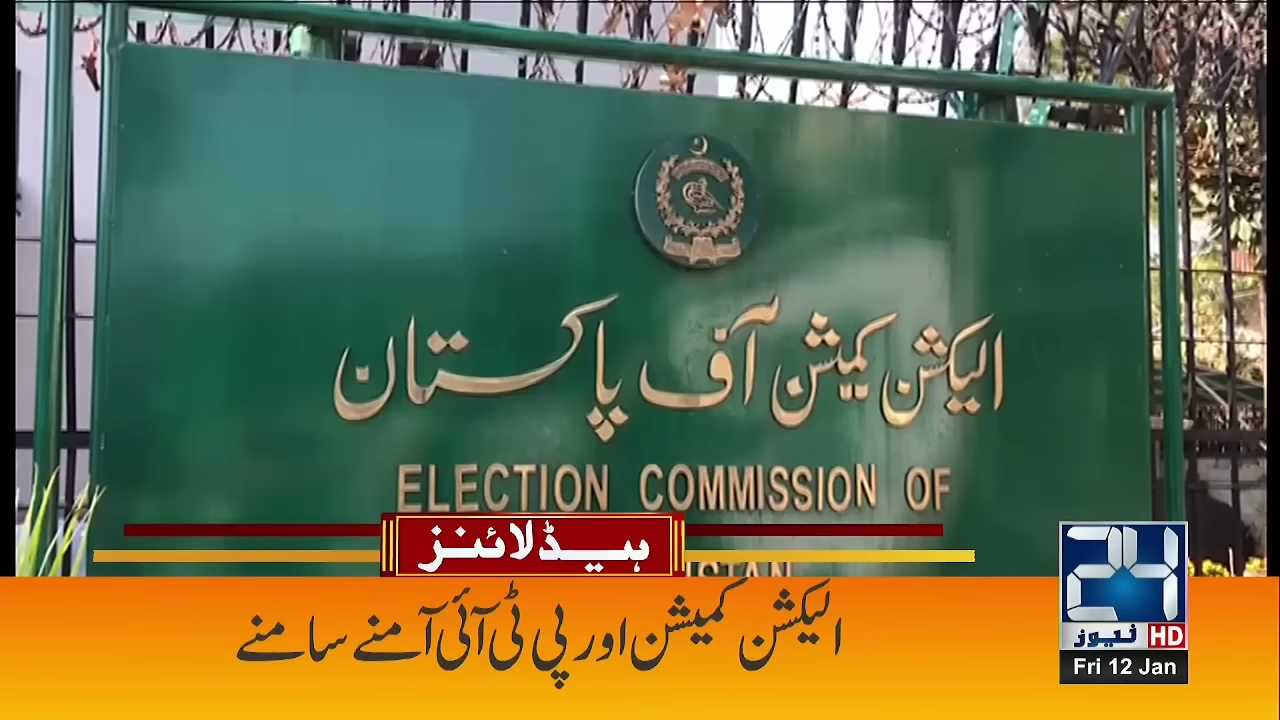 الیکشن کمیشن آف پاکستان
ELECTION COMMISSION OF
ہیڈلائنز
الیکشن کمیشن اور پی ٹی آئی آمنے سامنے
24
نیوز HD
Fri 12 Jan